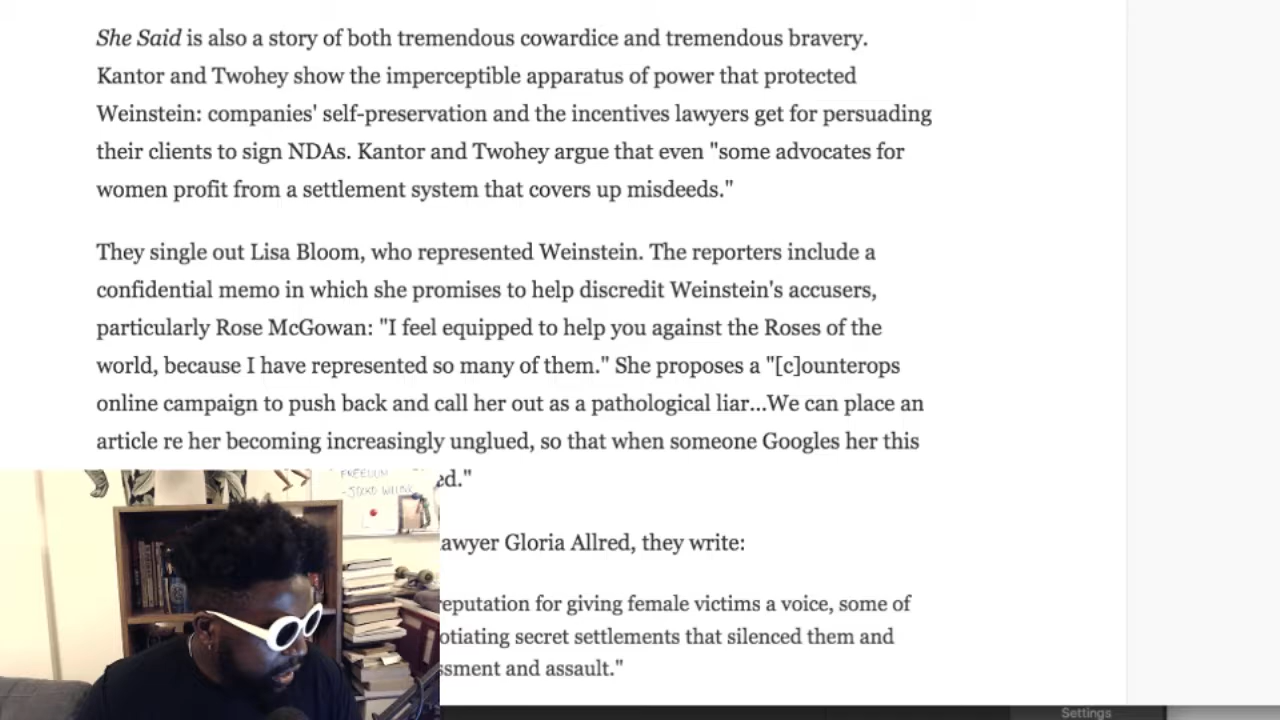 She Said is also a story of both tremendous cowardice and tremendous bravery.
Kantor and Twohey show the imperceptible apparatus of power that protected
Weinstein: companies' self-preservation and the incentives lawyers get for persuading
their clients to sign NDAs. Kantor and Twohey argue that even "some advocates for
women profit from a settlement system that covers up misdeeds."
They single out Lisa Bloom, who represented Weinstein. The reporters include a
confidential memo in which she promises to help discredit Weinstein's accusers,
particularly Rose McGowan: "I feel equipped to help you against the Roses of the
world, because I have represented so many of them." She proposes a "[c]ounterops
online campaign to push back and call her out as a pathological liar...We can place an
article re her becoming increasingly unglued, so that when someone Googles her this
ed."
awyer Gloria Allred, they write:
reputation for giving female victims a voice, some of
otiating secret settlements that silenced them and
ssment and assault."
FREEDOM
-JOCKO WILLINK
Settings